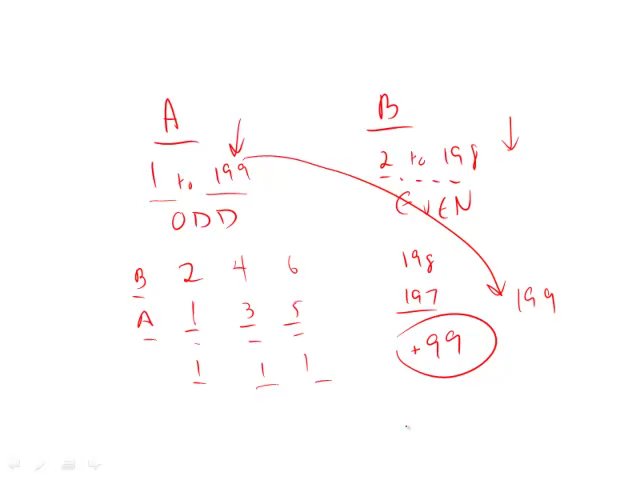 A B
1 to 199 2 to 198
ODD EVEN
B 2 4 6 198
A 1 3 5 197 199
1 1 1 +99